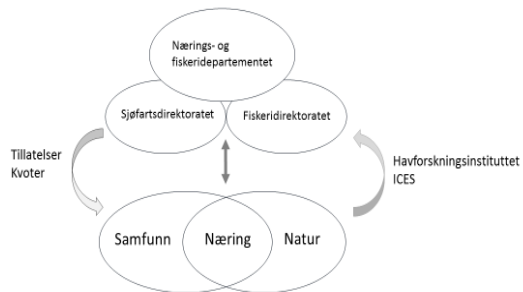 Nærings- og
fiskeridepartementet
Sjøfartsdirektoratet
Fiskeridirektoratet
Tillatelser
Kvoter
Havforskningsinstituttet
ICES
Samfunn
Næring
Natur